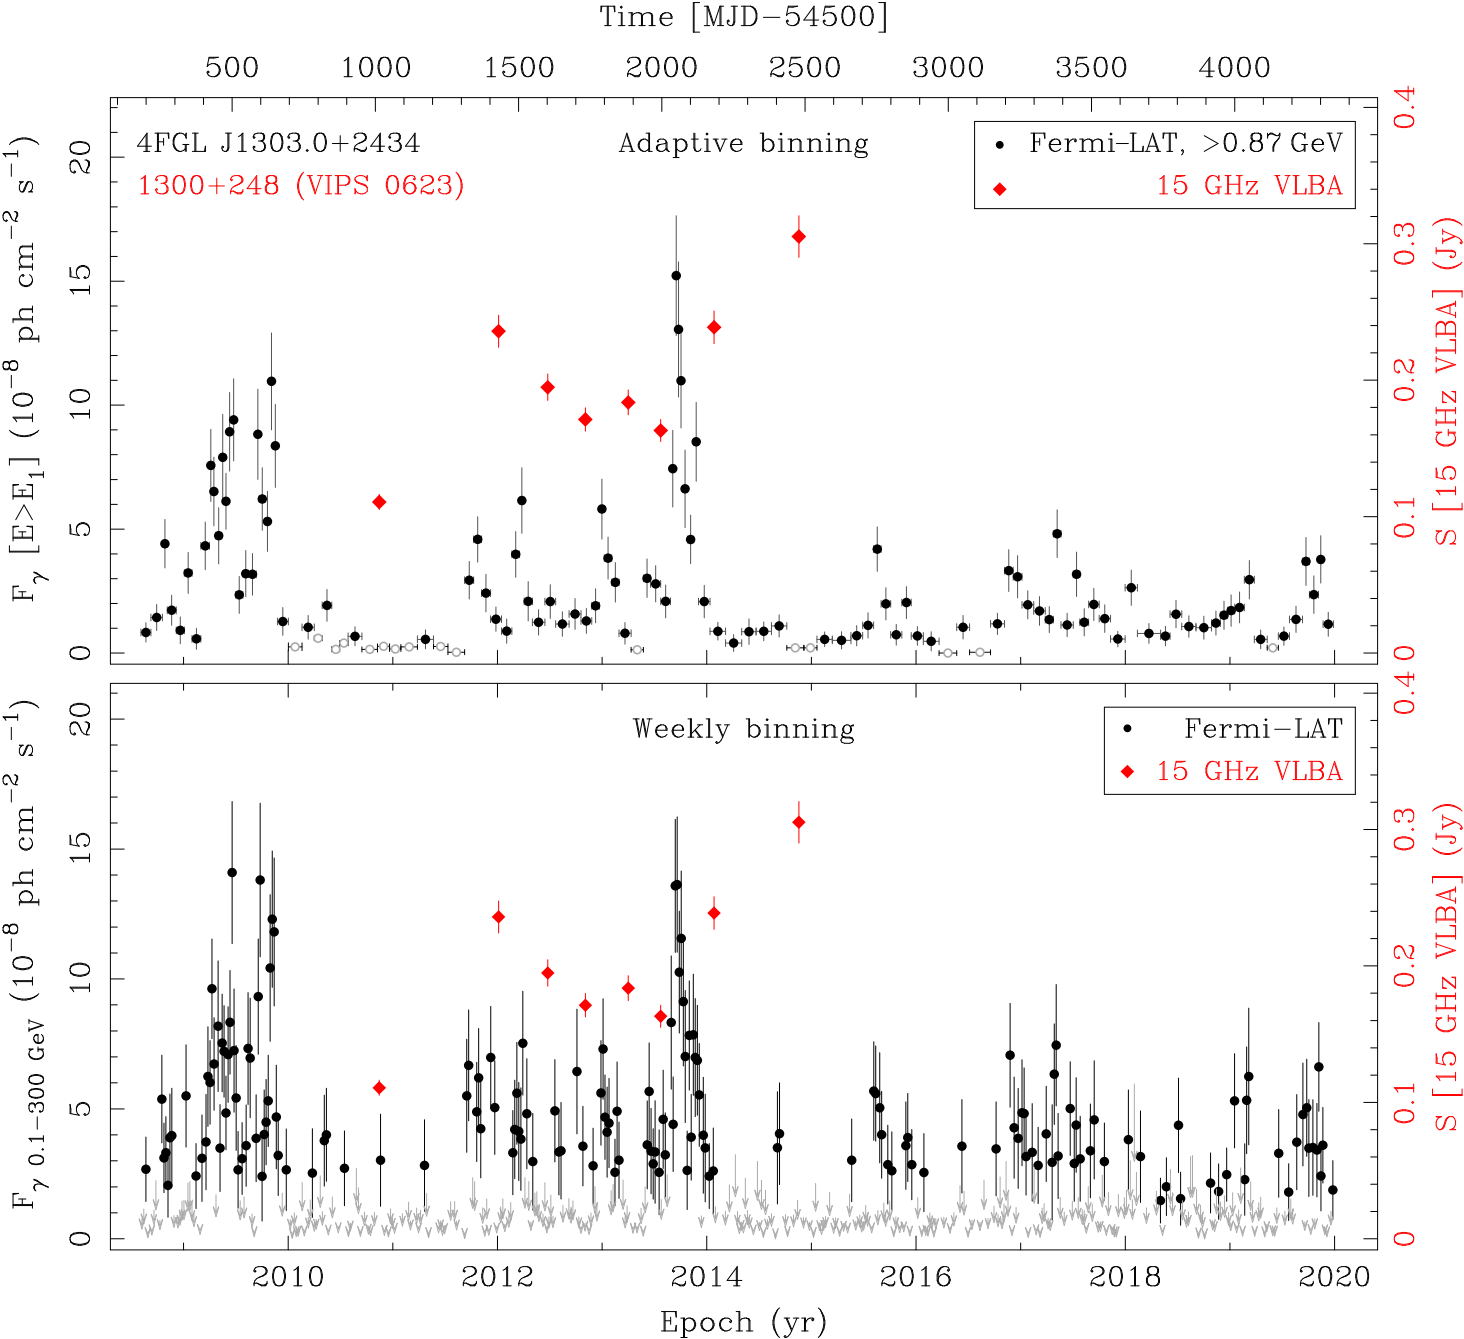 Time [MJD−54500]
500 1000 1500 2000 2500 3000 3500 4000
4FGL J1303.0+2434
1300+248 (VIPS 0623)
Adaptive binning
Fermi−LAT, >0.87 GeV
15 GHz VLBA
F γ [E>E1] (10−8 ph cm−2 s−1)
0 5 10 15 20
S [15 GHz VLBA] (Jy)
0 0.1 0.2 0.3 0.4
Weekly binning
Fermi−LAT
15 GHz VLBA
F γ 0.1−300 GeV (10−8 ph cm−2 s−1)
0 5 10 15 20
S [15 GHz VLBA] (Jy)
0 0.1 0.2 0.3 0.4
2010 2012 2014 2016 2018 2020
Epoch (yr)